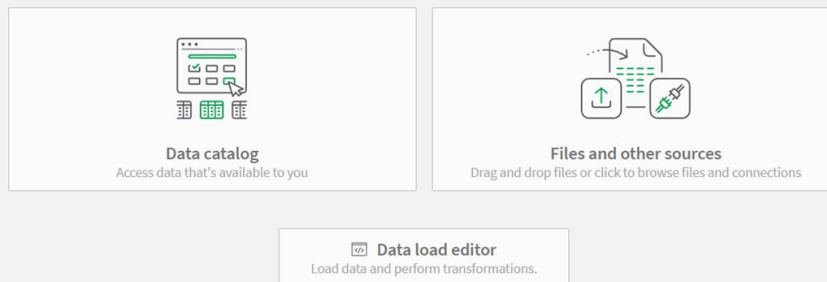 Data catalog
Access data that's available to you
Files and other sources
Drag and drop files or click to browse files and connections
Data load editor
Load data and perform transformations.